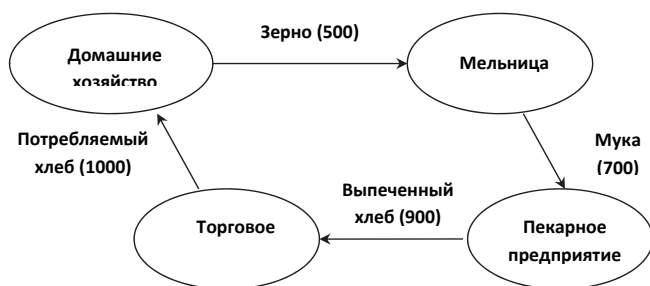 Зерно (500)
Домашние
хозяйство
Мельница
Потребляемый
хлеб (1000)
Мука
(700)
Выпеченный
хлеб (900)
Торговое
Пекарное
предприятие